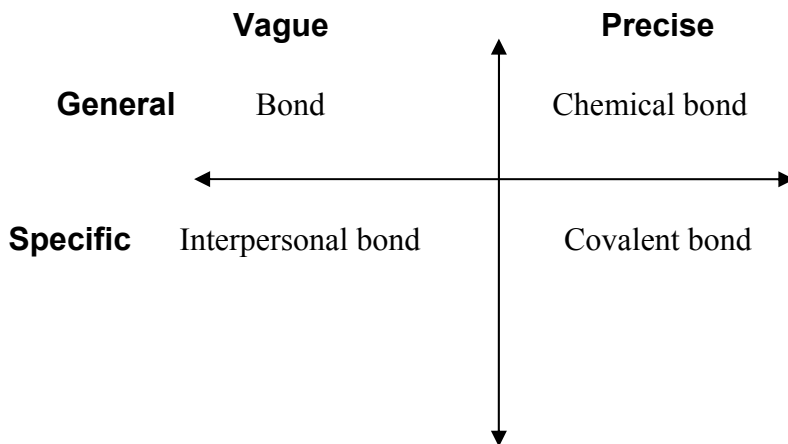 Vague Precise
General Bond Chemical bond
Specific Interpersonal bond Covalent bond